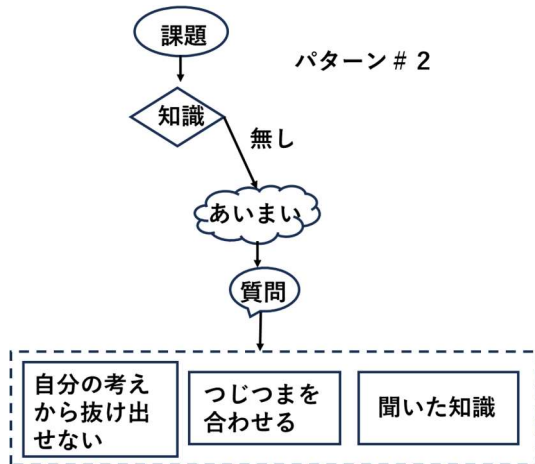 課題
パターン#2
知識
無し
あいまい
質問
自分の考え
から抜け出
せない
つじつまを
合わせる
聞いた知識